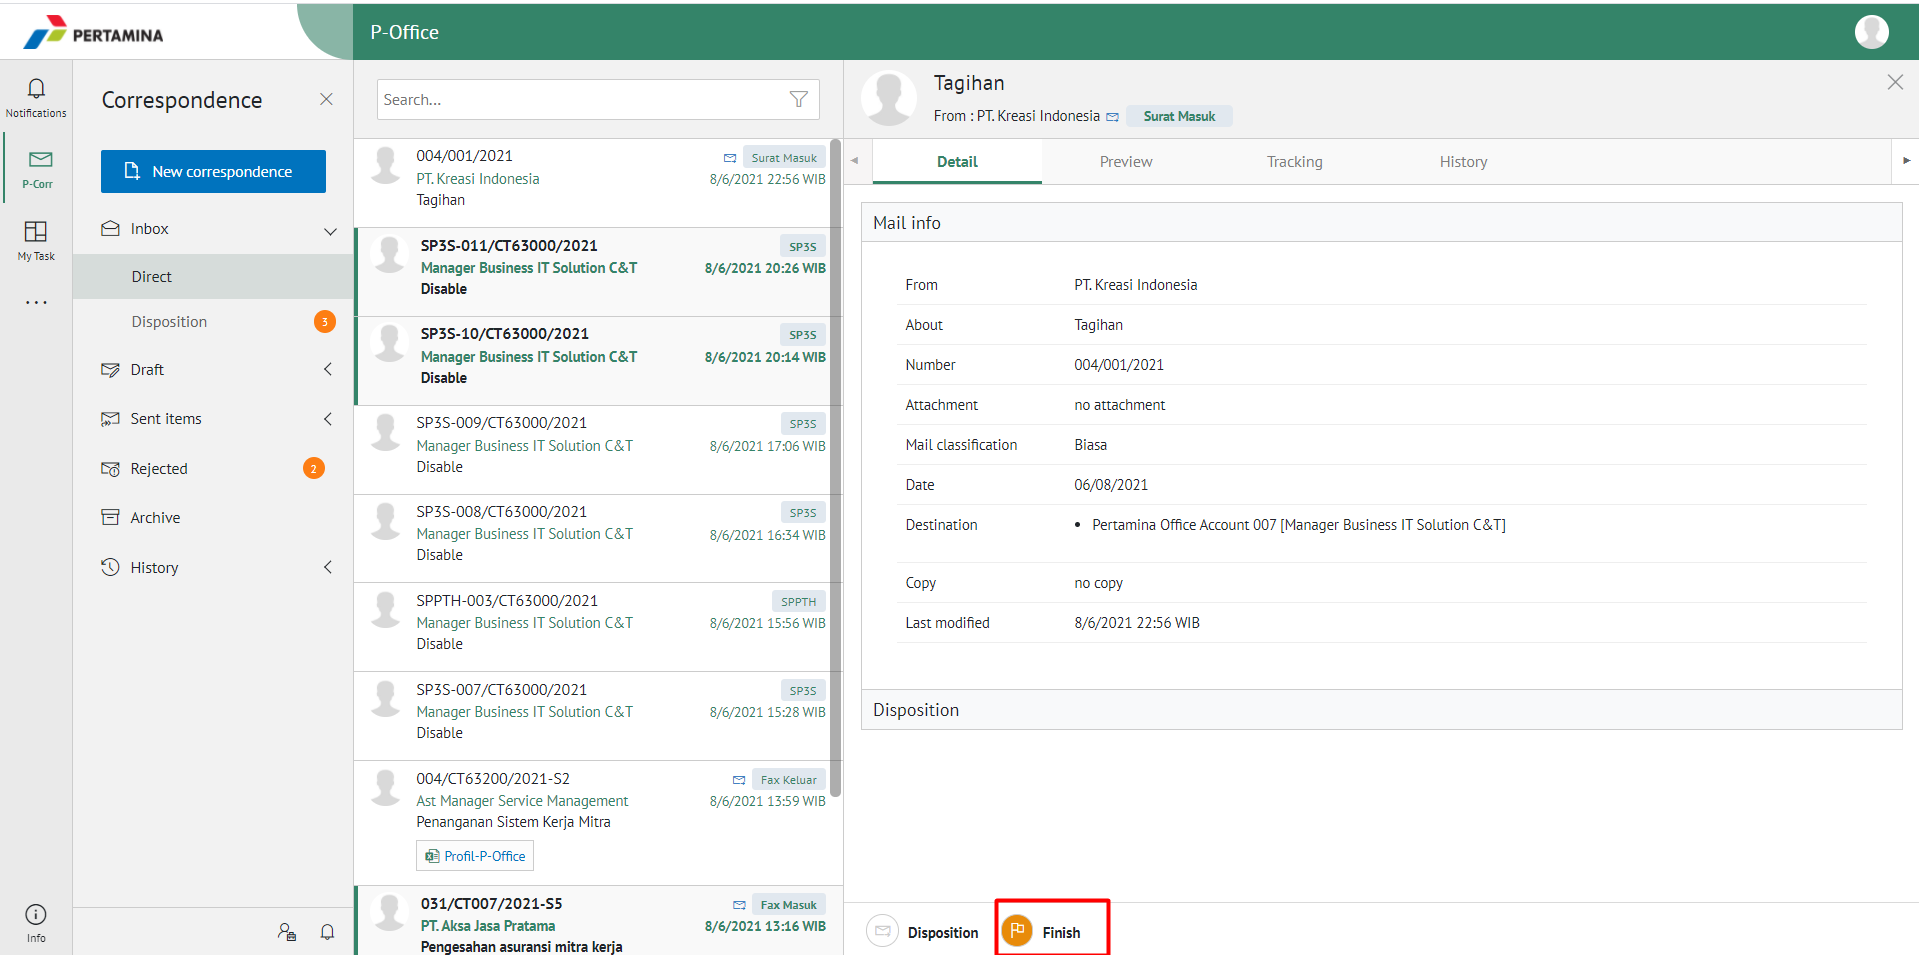 PERTAMINA
P-Office
Notifications
P-Corr
My Task
Info
Correspondence
New correspondence
Inbox
Direct
Disposition
3
Draft
Sent items
Rejected
2
Archive
History
Search...
004/001/2021
Surat Masuk
PT. Kreasi Indonesia
8/6/2021 22:56 WIB
Tagihan
SP3S-011/CT63000/2021
SP3S
Manager Business IT Solution C&T
8/6/2021 20:26 WIB
Disable
SP3S-10/CT63000/2021
SP3S
Manager Business IT Solution C&T
8/6/2021 20:14 WIB
Disable
SP3S-009/CT63000/2021
SP3S
Manager Business IT Solution C&T
8/6/2021 17:06 WIB
Disable
SP3S-008/CT63000/2021
SP3S
Manager Business IT Solution C&T
8/6/2021 16:34 WIB
Disable
SPPTH-003/CT63000/2021
SPPTH
Manager Business IT Solution C&T
8/6/2021 15:56 WIB
Disable
SP3S-007/CT63000/2021
SP3S
Manager Business IT Solution C&T
8/6/2021 15:28 WIB
Disable
004/CT63200/2021-S2
Fax Keluar
Ast Manager Service Management
8/6/2021 13:59 WIB
Penanganan Sistem Kerja Mitra
Profil-P-Office
031/CT007/2021-S5
Fax Masuk
PT. Aksa Jasa Pratama
8/6/2021 13:16 WIB
Pengesahan asuransi mitra kerja
Tagihan
From : PT. Kreasi Indonesia
Surat Masuk
Detail
Preview
Tracking
History
Mail info
From PT. Kreasi Indonesia
About Tagihan
Number 004/001/2021
Attachment no attachment
Mail classification Biasa
Date 06/08/2021
Destination • Pertamina Office Account 007 [Manager Business IT Solution C&T]
Copy no copy
Last modified 8/6/2021 22:56 WIB
Disposition
Disposition
Finish